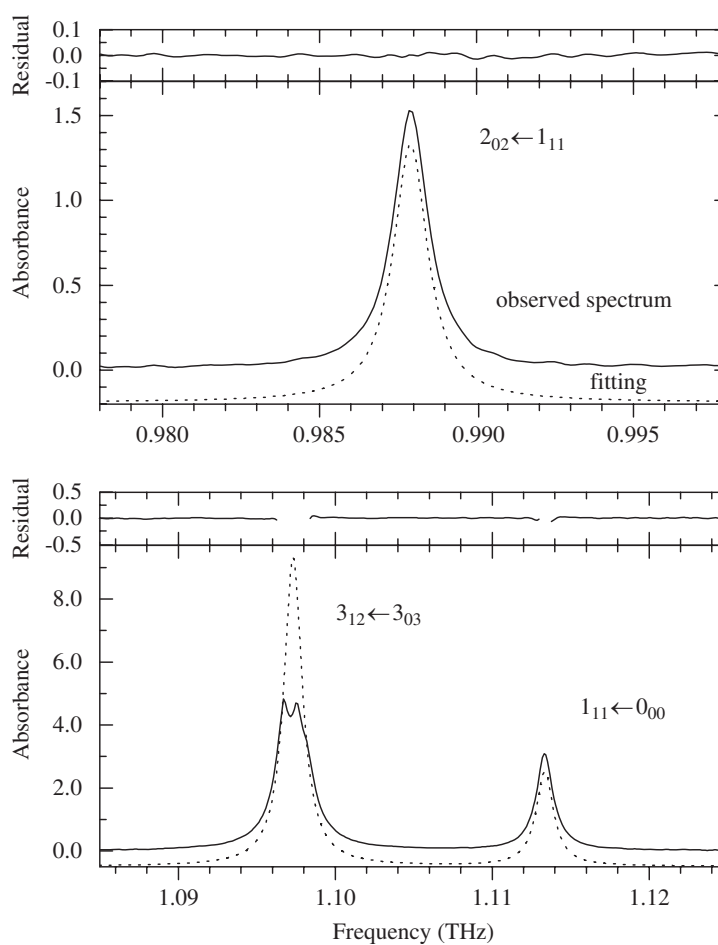 Residual
0.1
0.0
-0.1
Absorbance
1.5
1.0
0.5
0.0
2₀₂←1₁₁
observed spectrum
fitting
0.980 0.985 0.990 0.995
Residual
0.5
0.0
-0.5
Absorbance
8.0
6.0
4.0
2.0
0.0
3₁₂←3₀₃
1₁₁←0₀₀
1.09 1.10 1.11 1.12
Frequency (THz)